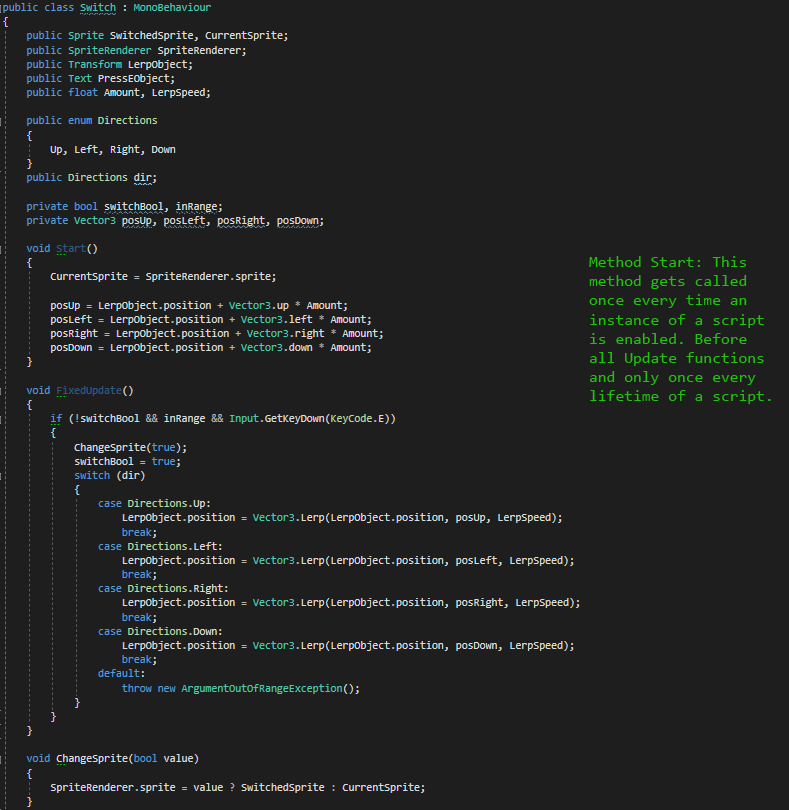 public class Switch : MonoBehaviour
{
public Sprite SwitchedSprite, CurrentSprite;
public SpriteRenderer SpriteRenderer;
public Transform LerpObject;
public Text PressEObject;
public float Amount, LerpSpeed;
public enum Directions
{
Up, Left, Right, Down
}
public Directions dir;
private bool switchBool, inRange;
private Vector3 posUp, posLeft, posRight, posDown;
void Start()
{
CurrentSprite = SpriteRenderer.sprite;
posUp = LerpObject.position + Vector3.up * Amount;
posLeft = LerpObject.position + Vector3.left * Amount;
posRight = LerpObject.position + Vector3.right * Amount;
posDown = LerpObject.position + Vector3.down * Amount;
}
Method Start: This
method gets called
once every time an
instance of a script
is enabled. Before
all Update functions
and only once every
lifetime of a script.
void FixedUpdate()
{
if (!switchBool && inRange && Input.GetKeyDown(KeyCode.E))
{
ChangeSprite(true);
switchBool = true;
switch (dir)
{
case Directions.Up:
LerpObject.position = Vector3.Lerp(LerpObject.position, posUp, LerpSpeed);
break;
case Directions.Left:
LerpObject.position = Vector3.Lerp(LerpObject.position, posLeft, LerpSpeed);
break;
case Directions.Right:
LerpObject.position = Vector3.Lerp(LerpObject.position, posRight, LerpSpeed);
break;
case Directions.Down:
LerpObject.position = Vector3.Lerp(LerpObject.position, posDown, LerpSpeed);
break;
default:
throw new ArgumentOutOfRangeException();
}
}
}
void ChangeSprite(bool value)
{
SpriteRenderer.sprite = value ? SwitchedSprite : CurrentSprite;
}